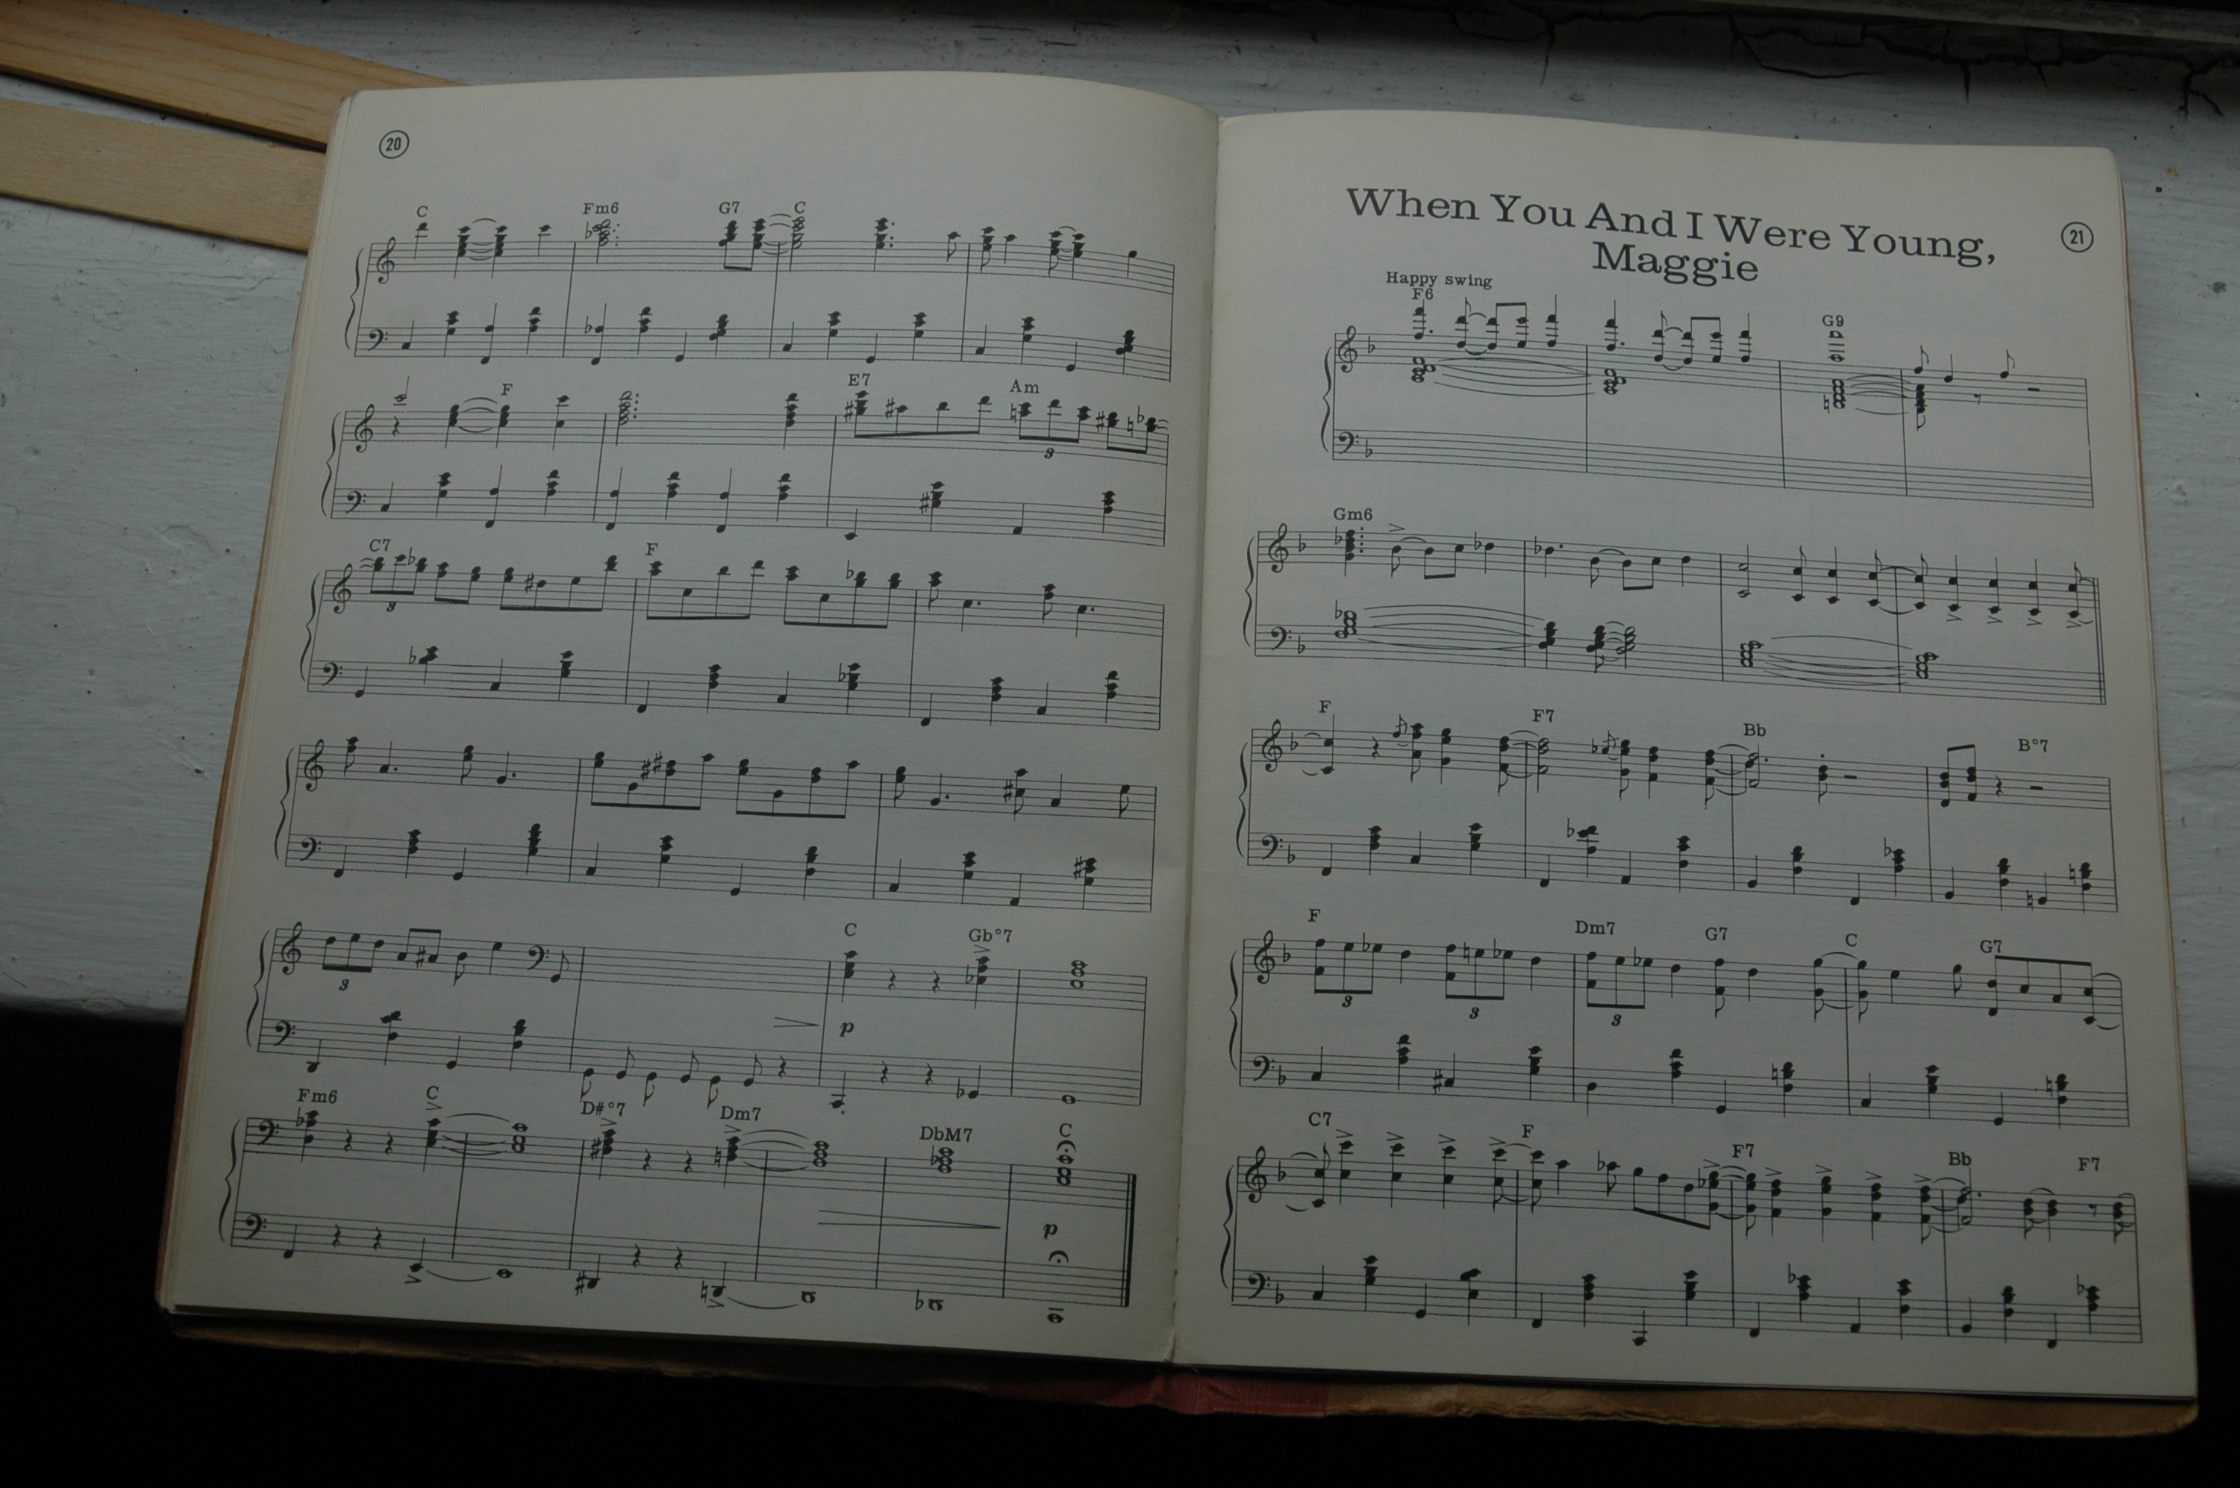 20
C Fm6 G7 C
F E7 Am
3
C7 F
3
3
C Gb°7
p
Fm6 C D#°7 Dm7 DbM7 C
p
When You And I Were Young,
Maggie
21
Happy swing
F6 G9
Gm6
F F7 Bb B°7
F Dm7 G7 C G7
3 3 3
C7 F F7 Bb F7